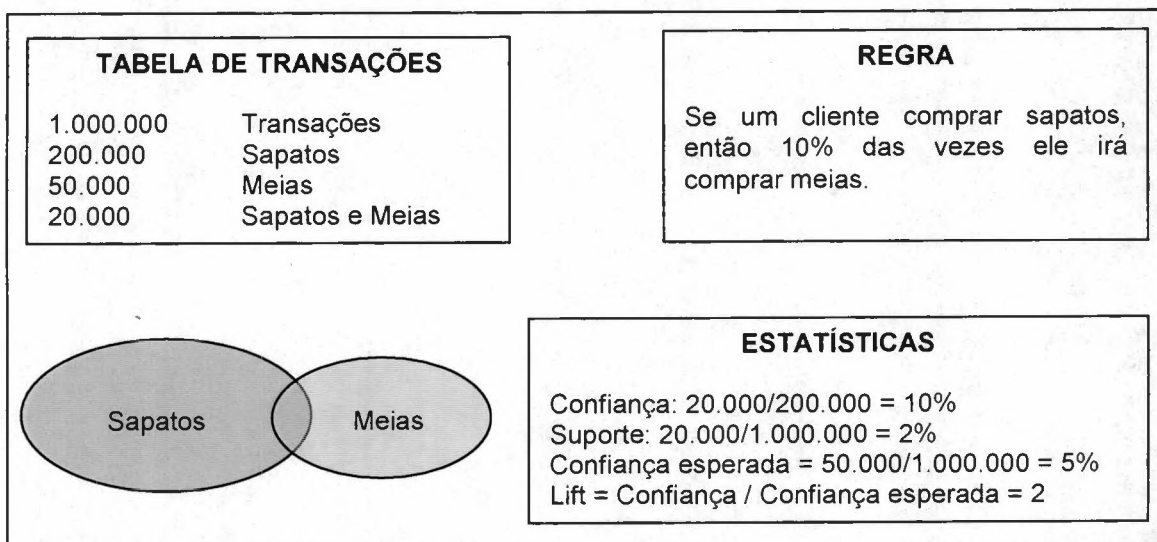 TABELA DE TRANSAÇÕES
1.000.000 Transações
200.000 Sapatos
50.000 Meias
20.000 Sapatos e Meias
REGRA
Se um cliente comprar sapatos,
então 10% das vezes ele irá
comprar meias.
Sapatos
Meias
ESTATÍSTICAS
Confiança: 20.000/200.000 = 10%
Suporte: 20.000/1.000.000 = 2%
Confiança esperada = 50.000/1.000.000 = 5%
Lift = Confiança / Confiança esperada = 2